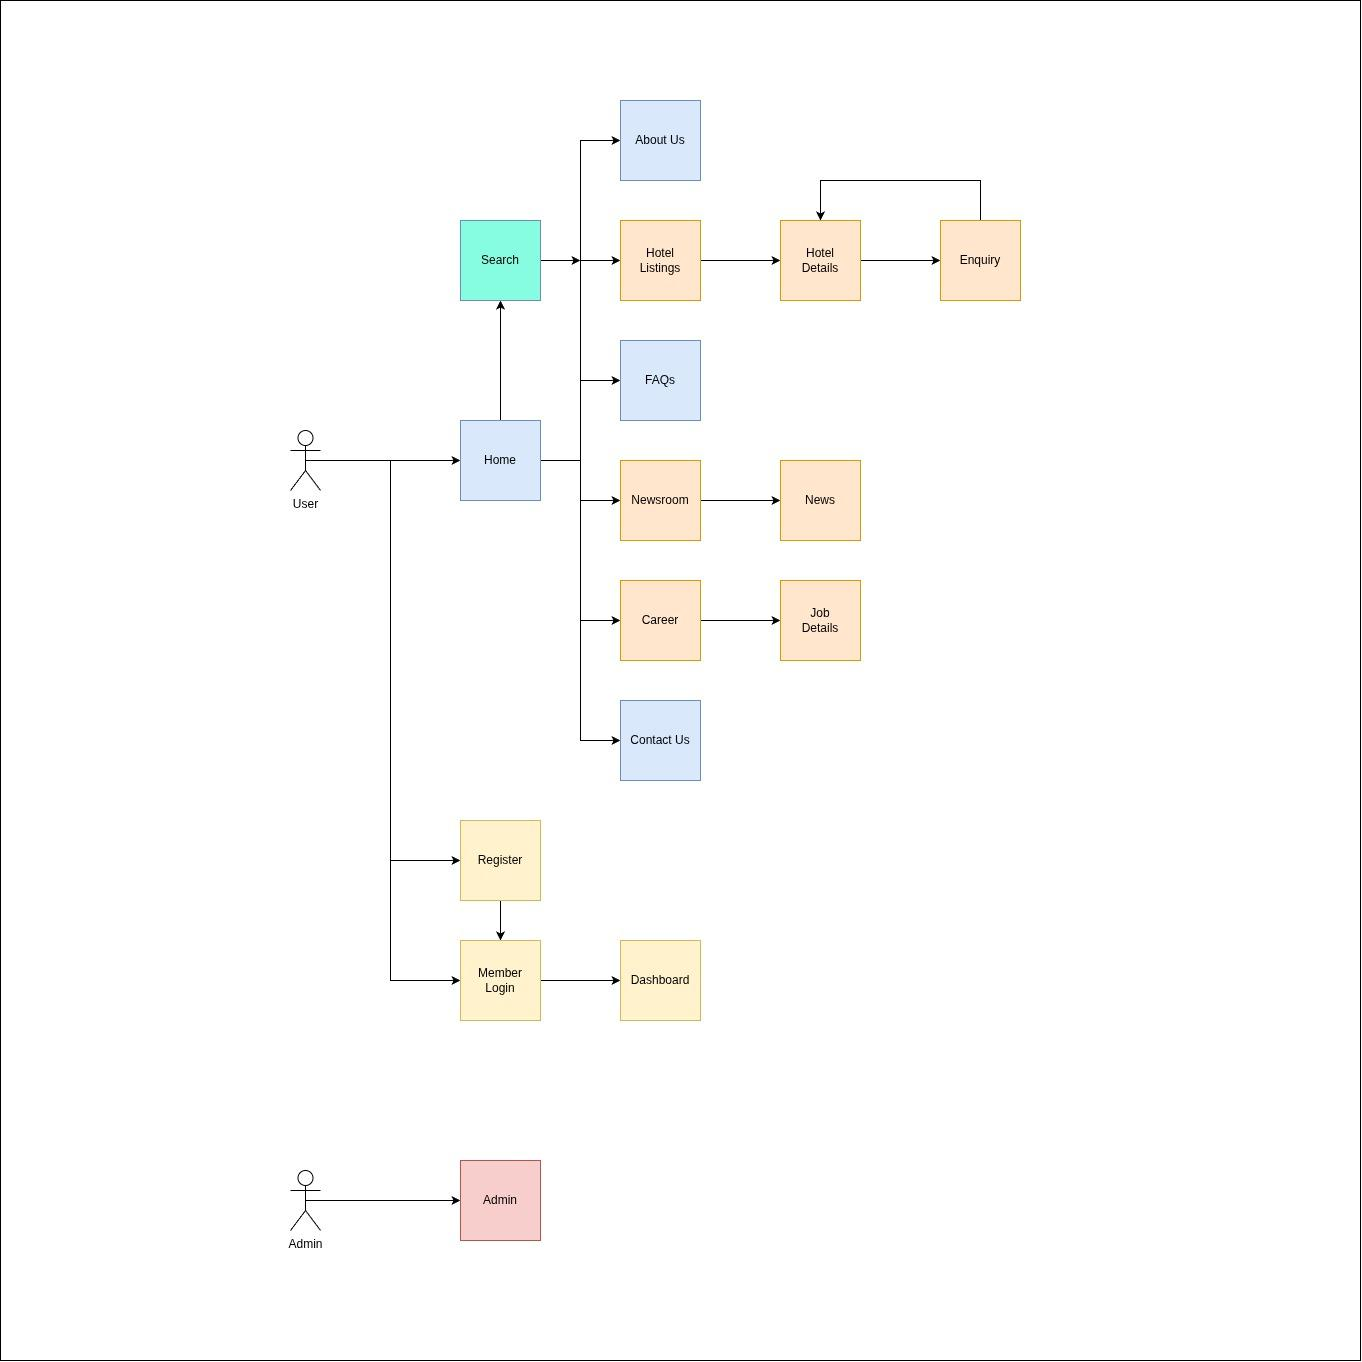 About Us
Search
Hotel
Listings
Hotel
Details
Enquiry
FAQs
User
Home
Newsroom
News
Career
Job
Details
Contact Us
Register
Member
Login
Dashboard
Admin
Admin